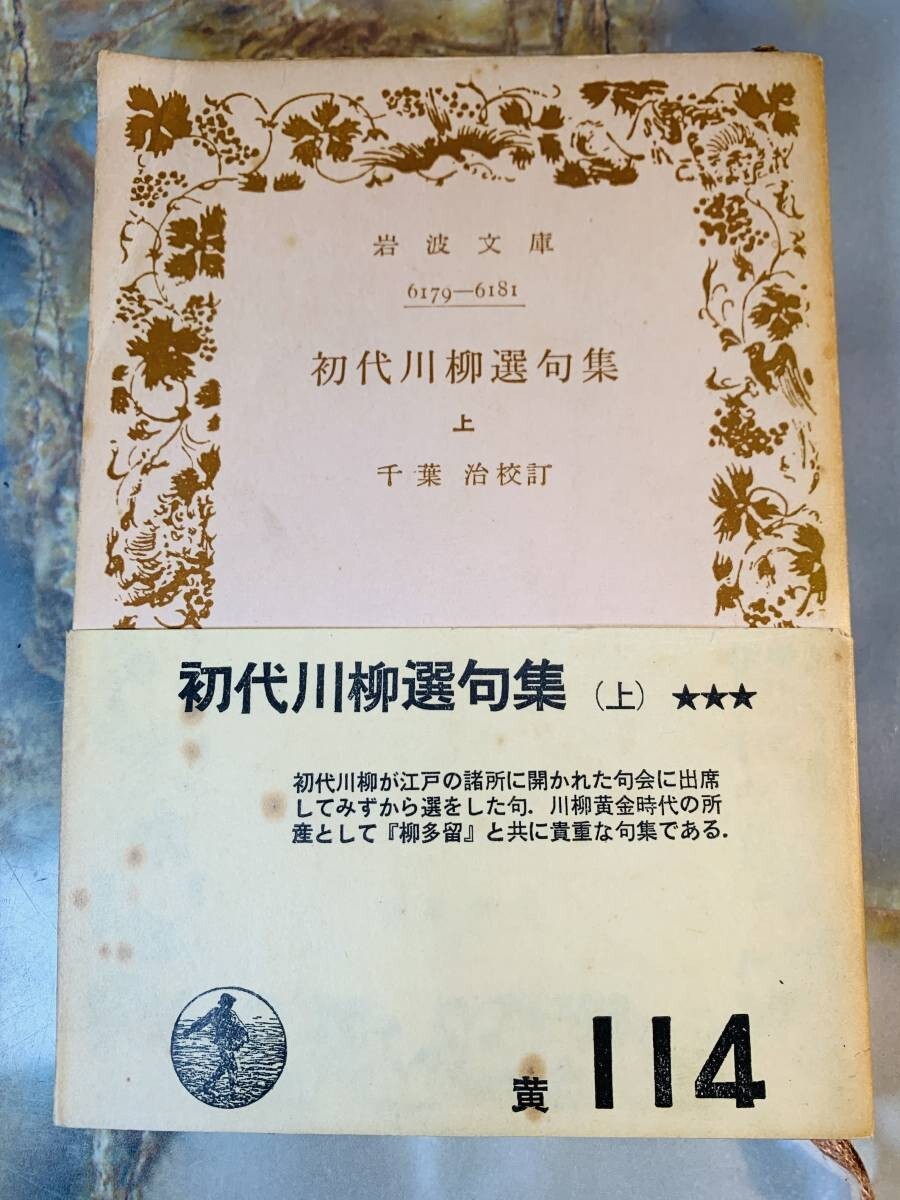 岩波文庫
6179—6181
初代川柳選句集
上
千葉 治校訂
初代川柳選句集（上）★★★
初代川柳が江戸の諸所に開かれた句会に出席
してみずから選をした句．川柳黄金時代の所
産として『柳多留』と共に貴重な句集である．
黄 114